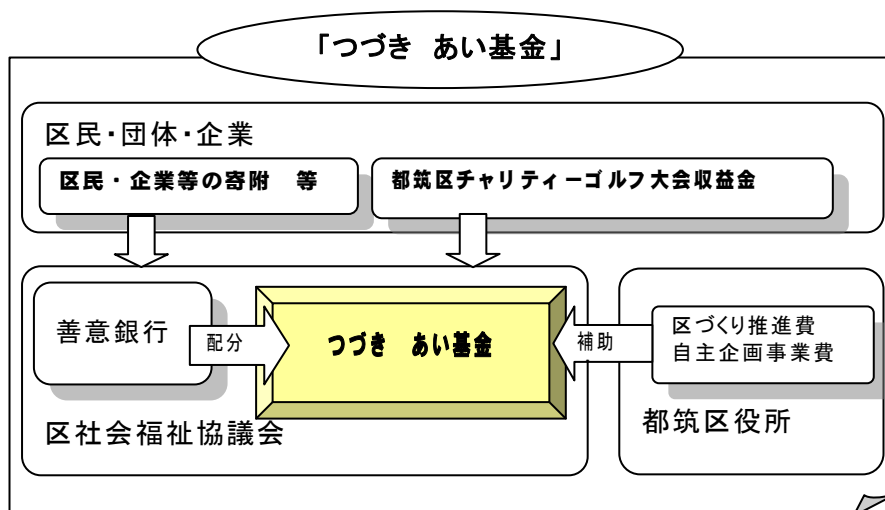 「つづき あい基金」
区民・団体・企業
区民・企業等の寄附 等
都筑区チャリティーゴルフ大会収益金
善意銀行
配分
つづき あい基金
補助
区づくり推進費
自主企画事業費
区社会福祉協議会
都筑区役所